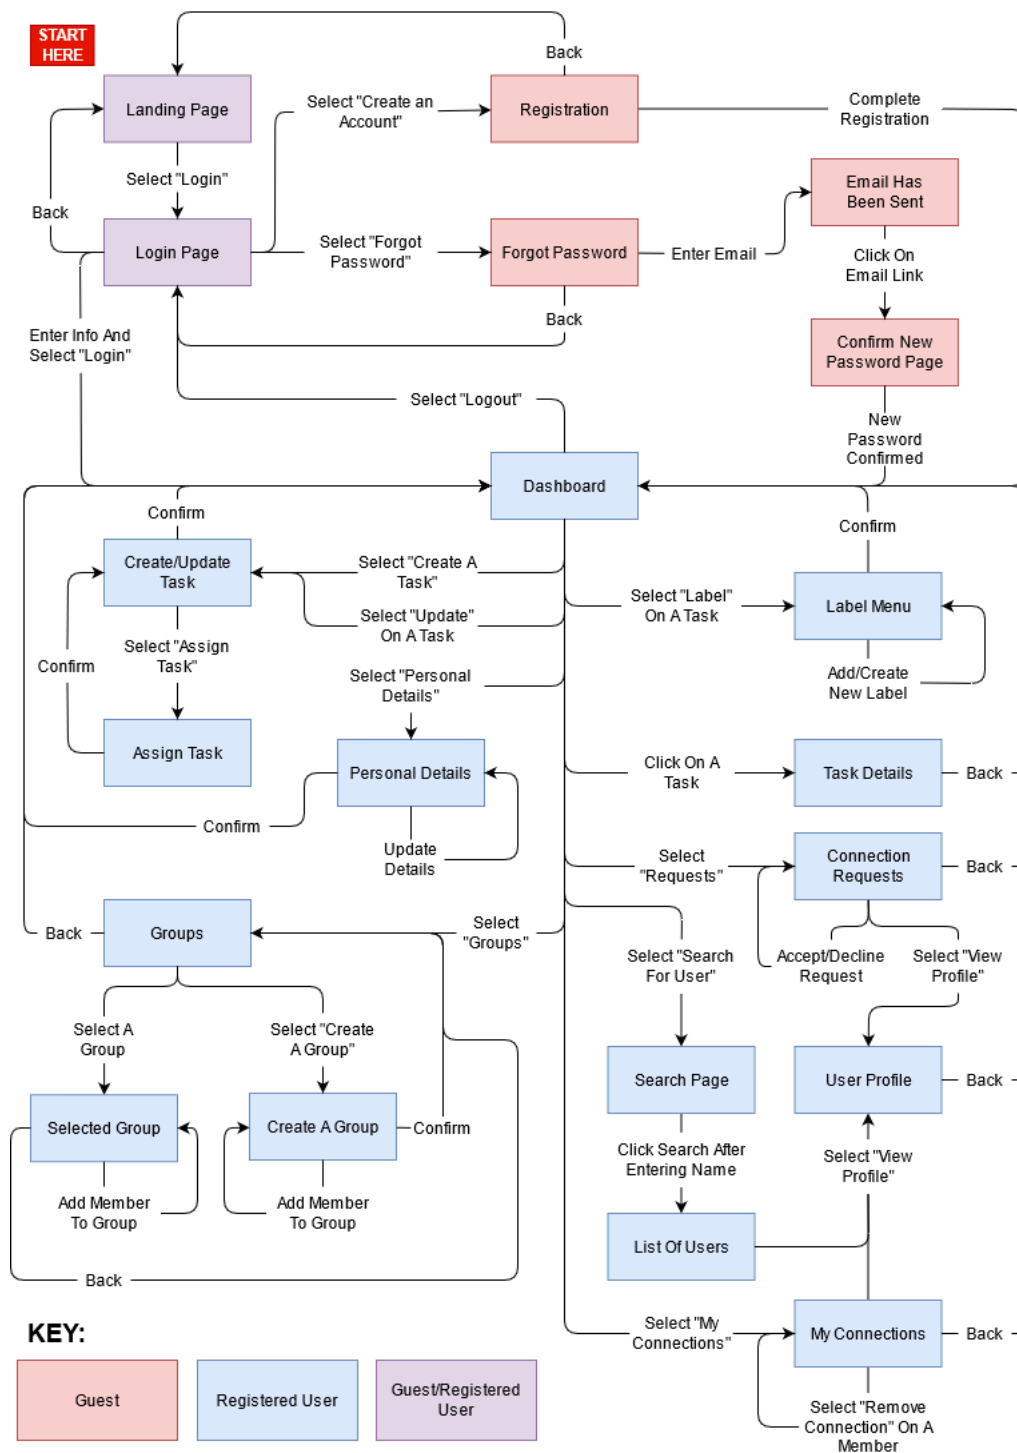 START
HERE
Back
Landing Page
Select "Create an
Account"
Registration
Complete
Registration
Select "Login"
Email Has
Been Sent
Back
Login Page
Select "Forgot
Password"
Forgot Password
Enter Email
Click On
Email Link
Back
Enter Info And
Select "Login"
Confirm New
Password Page
Select "Logout"
New
Password
Confirmed
Dashboard
Confirm
Confirm
Create/Update
Task
Select "Create A
Task"
Select "Label"
On A Task
Label Menu
Select "Update"
On A Task
Select "Assign
Task"
Confirm
Select "Personal
Details"
Add/Create
New Label
Assign Task
Personal Details
Click On A
Task
Task Details
Back
Confirm
Update
Details
Select
"Requests"
Connection
Requests
Back
Back
Groups
Select
"Groups"
Select "Search
For User"
Accept/Decline
Request
Select "View
Profile"
Select A
Group
Select "Create
A Group"
Search Page
User Profile
Back
Selected Group
Create A Group
Confirm
Click Search After
Entering Name
Select "View
Profile"
Add Member
To Group
Add Member
To Group
List Of Users
Back
Select "My
Connections"
My Connections
Back
Select "Remove
Connection" On A
Member
KEY:
Guest
Registered User
Guest/Registered
User